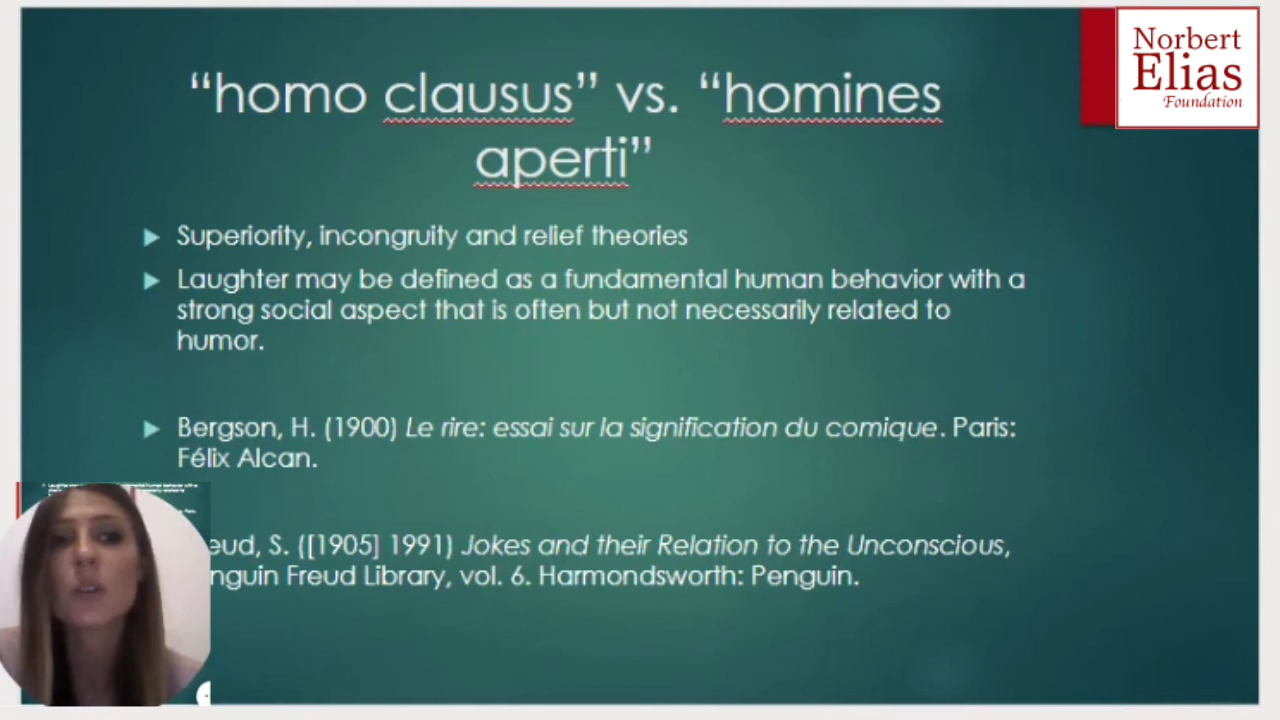 “homo clausus” vs. “homines
aperti”
Norbert
Elias
Foundation
Superiority, incongruity and relief theories
Laughter may be defined as a fundamental human behavior with a
strong social aspect that is often but not necessarily related to
humor.
Bergson, H. (1900) Le rire: essai sur la signification du comique. Paris:
Félix Alcan.
eud, S. ([1905] 1991) Jokes and their Relation to the Unconscious,
nguin Freud Library, vol. 6. Harmondsworth: Penguin.